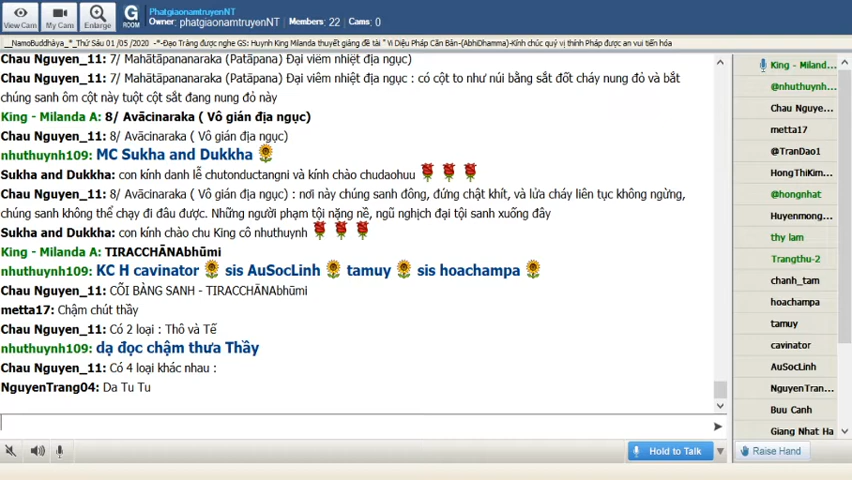 PhatgiaonamtruyenNT
Owner: phatgiaonamtruyenNT   Members: 22   Cams: 0
View Cam
My Cam
Enlarge
G
ROOM
__NamoBuddhàya_*_Thứ Sáu 01 /05 /2020 -*-Đạo Tràng được nghe GS: Huynh King Milanda thuyết giảng đề tài " Vi Diệu Pháp Căn Bản-(AbhiDhamma)-Kính chúc quý vị thính Pháp được an vui tiến hóa
Chau Nguyen_11: 7/ Mahātāpananaraka (Patāpana) Đại viêm nhiệt địa ngục)
Chau Nguyen_11: 7/ Mahātāpananaraka (Patāpana) Đại viêm nhiệt địa ngục) : có cột to như núi bằng sắt đốt cháy nung đỏ và bắt
chúng sanh ôm cột này tuột cột sắt đang nung đỏ này
King - Milanda A: 8/ Avācinaraka ( Vô gián địa ngục)
Chau Nguyen_11: 8/ Avācinaraka ( Vô gián địa ngục)
nhuthuynh109: MC Sukha and Dukkha
Sukha and Dukkha: con kính danh lễ chutonductangni và kính chào chudaohuu
Chau Nguyen_11: 8/ Avācinaraka ( Vô gián địa ngục) : nơi này chúng sanh đông, đứng chật khít, và lửa cháy liên tục không ngừng,
chúng sanh không thể chạy đi đâu được. Những người phạm tội nặng nề, ngũ nghịch đại tội sanh xuống đây
Sukha and Dukkha: con kính chào chu King cô nhuthuynh
King - Milanda A: TIRACCHĀNAbhūmi
nhuthuynh109: KC H cavinator sis AuSocLinh tamuy sis hoachampa
Chau Nguyen_11: CÕI BÀNG SANH - TIRACCHĀNAbhūmi
metta17: Chậm chút thầy
Chau Nguyen_11: Có 2 loại : Thô và Tế
nhuthuynh109: dạ đọc chậm thưa Thầy
Chau Nguyen_11: Có 4 loại khác nhau :
NguyenTrang04: Da Tu Tu
King - Miland...
@nhuthuynh...
Chau Nguye...
metta17
@TranDao1
HongThiKim...
@hongnhat
Huyenmong...
thy lam
Trangthu-2
chanh_tam
hoachampa
tamuy
cavinator
AuSocLinh
NguyenTran...
Buu Canh
Giang Nhat Ha
Hold to Talk
Raise Hand